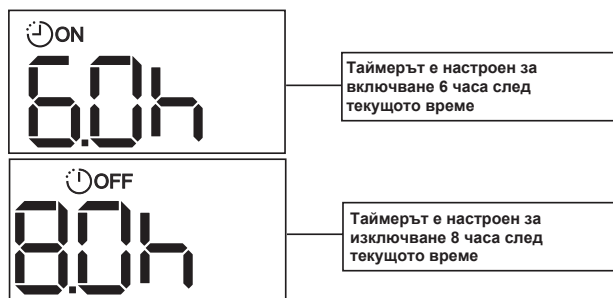 ON
6.0h
Таймерът е настроен за
включване 6 часа след
текущото време
OFF
8.0h
Таймерът е настроен за
изключване 8 часа след
текущото време